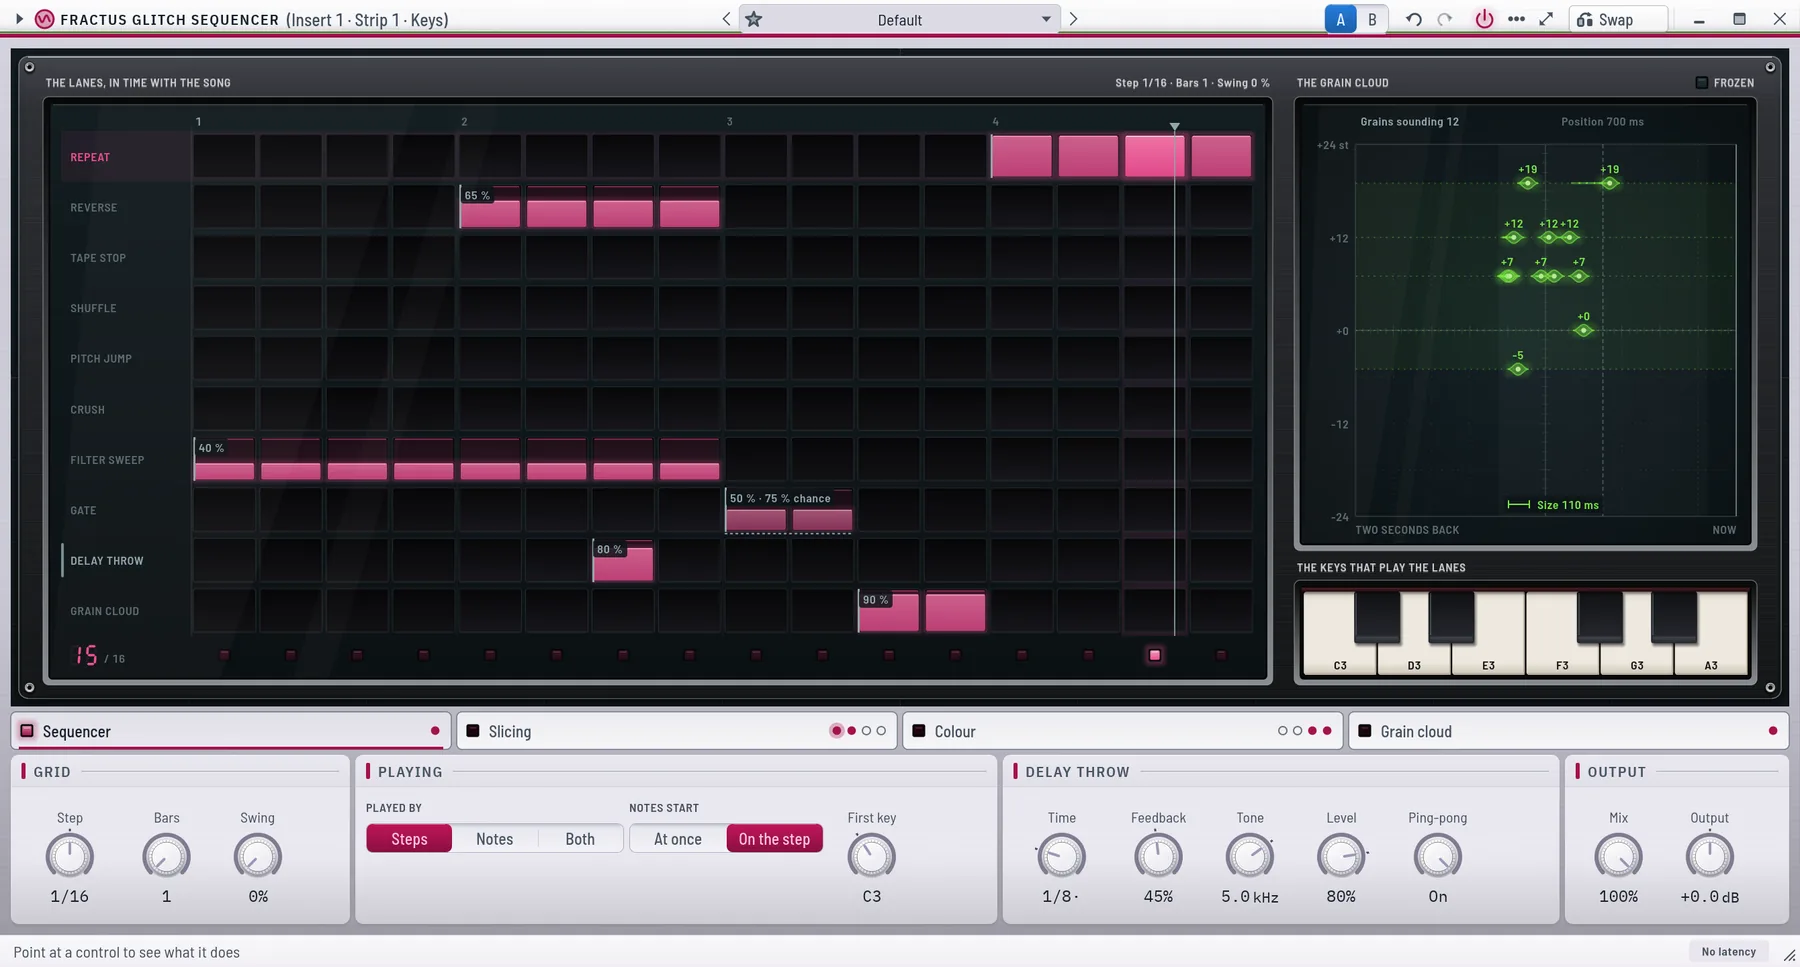 FRACTUS GLITCH SEQUENCER (Insert 1 · Strip 1 · Keys)
Default
A B
Swap
THE LANES, IN TIME WITH THE SONG
Step 1/16 · Bars 1 · Swing 0 %
THE GRAIN CLOUD
FROZEN
1 2 3 4
REPEAT
REVERSE
65 %
TAPE STOP
SHUFFLE
PITCH JUMP
CRUSH
FILTER SWEEP
40 %
GATE
50 % · 75 % chance
DELAY THROW
80 %
GRAIN CLOUD
90 %
15 / 16
Grains sounding 12
Position 700 ms
+24 st
+19 +19
+12 +12 +12
+12
+7 +7 +7
+0
+0
-5
-12
Size 110 ms
-24
TWO SECONDS BACK
NOW
THE KEYS THAT PLAY THE LANES
C3 D3 E3 F3 G3 A3
Sequencer
Slicing
Colour
Grain cloud
GRID
PLAYING
DELAY THROW
OUTPUT
PLAYED BY
NOTES START
Step Bars Swing
Steps Notes Both
At once On the step
First key
Time Feedback Tone Level Ping-pong
Mix Output
1/16 1 0%
C3
1/8· 45% 5.0 kHz 80% On
100% +0.0 dB
Point at a control to see what it does
No latency